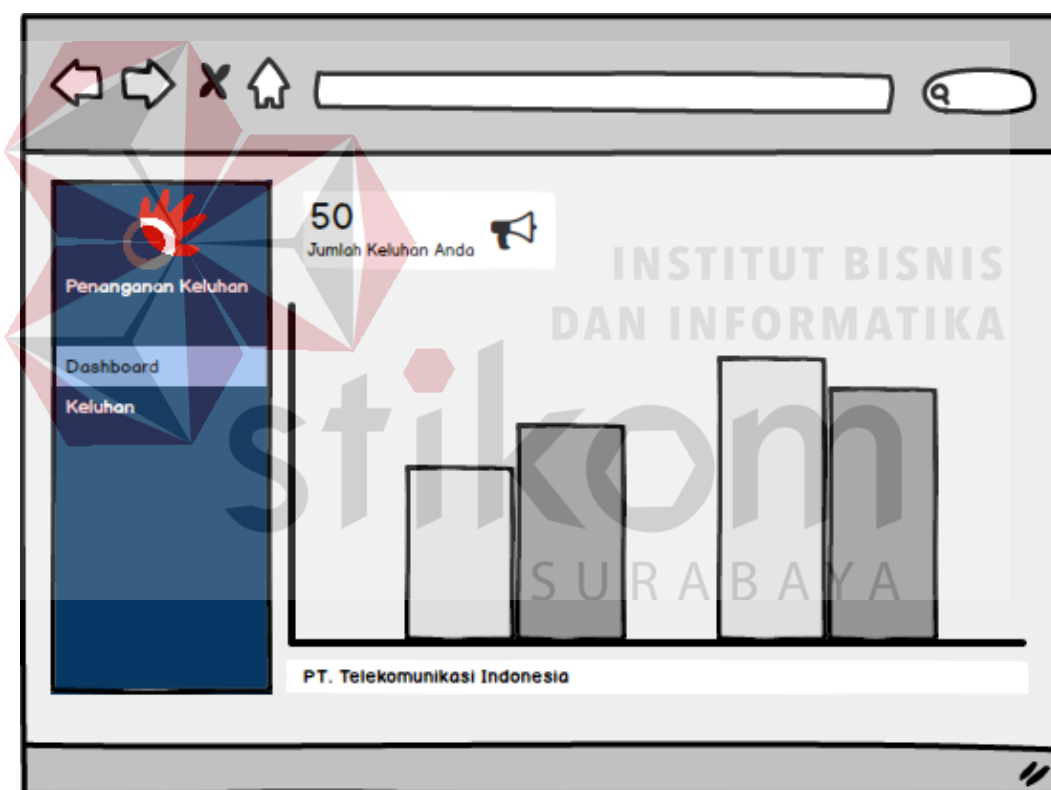 50
Jumlah Keluhan Anda
Penanganan Keluhan
Dashboard
Keluhan
PT. Telekomunikasi Indonesia
INSTITUT BISNIS
DAN INFORMATIKA
stikom
SURABAYA